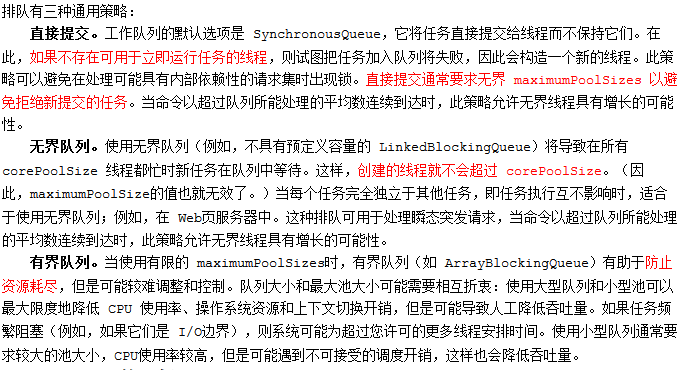 排队有三种通用策略：
直接提交。工作队列的默认选项是 SynchronousQueue，它将任务直接提交给线程而不保持它们。在
此，如果不存在可用于立即运行任务的线程，则试图把任务加入队列将失败，因此会构造一个新的线程。此策
略可以避免在处理可能具有内部依赖性的请求集时出现锁。直接提交通常要求无界 maximumPoolSizes 以避
免拒绝新提交的任务。当命令以超过队列所能处理的平均数连续到达时，此策略允许无界线程具有增长的可能
性。
无界队列。使用无界队列（例如，不具有预定义容量的 LinkedBlockingQueue）将导致在所有
corePoolSize 线程都忙时新任务在队列中等待。这样，创建的线程就不会超过 corePoolSize。（因
此，maximumPoolSize的值也就无效了。）当每个任务完全独立于其他任务，即任务执行互不影响时，适合
于使用无界队列；例如，在 Web页服务器中。这种排队可用于处理瞬态突发请求，当命令以超过队列所能处理
的平均数连续到达时，此策略允许无界线程具有增长的可能性。
有界队列。当使用有限的 maximumPoolSizes时，有界队列（如 ArrayBlockingQueue）有助于防止
资源耗尽，但是可能较难调整和控制。队列大小和最大池大小可能需要相互折衷：使用大型队列和小型池可以
最大限度地降低 CPU 使用率、操作系统资源和上下文切换开销，但是可能导致人工降低吞吐量。如果任务频
繁阻塞（例如，如果它们是 I/O边界），则系统可能为超过您许可的更多线程安排时间。使用小型队列通常要
求较大的池大小，CPU使用率较高，但是可能遇到不可接受的调度开销，这样也会降低吞吐量。